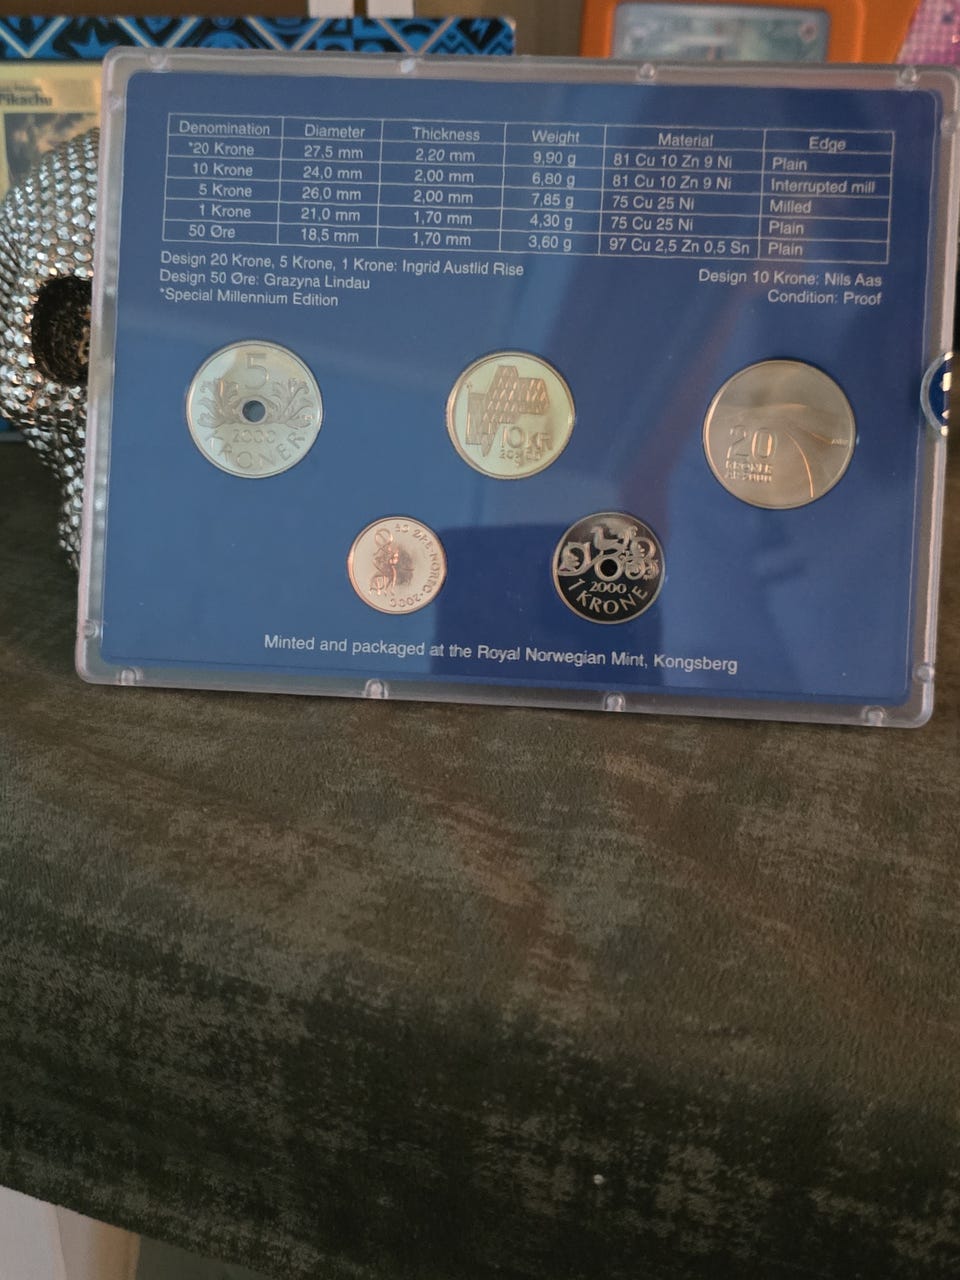 Pikachu
Denomination Diameter Thickness Weight Material Edge
*20 Krone 27,5 mm 2,20 mm 9,90 g 81 Cu 10 Zn 9 Ni Plain
10 Krone 24,0 mm 2,00 mm 6,80 g 81 Cu 10 Zn 9 Ni Interrupted mill
5 Krone 26,0 mm 2,00 mm 7,85 g 75 Cu 25 Ni Milled
1 Krone 21,0 mm 1,70 mm 4,30 g 75 Cu 25 Ni Plain
50 Øre 18,5 mm 1,70 mm 3,60 g 97 Cu 2,5 Zn 0,5 Sn Plain
Design 20 Krone, 5 Krone, 1 Krone: Ingrid Austlid Rise
Design 50 Øre: Grazyna Lindau
*Special Millennium Edition
Design 10 Krone: Nils Aas
Condition: Proof
5
2000
KRONER
10 KR
20
KRONER
50 ØRE·NOREG·2000
2000
1 KRONE
Minted and packaged at the Royal Norwegian Mint, Kongsberg